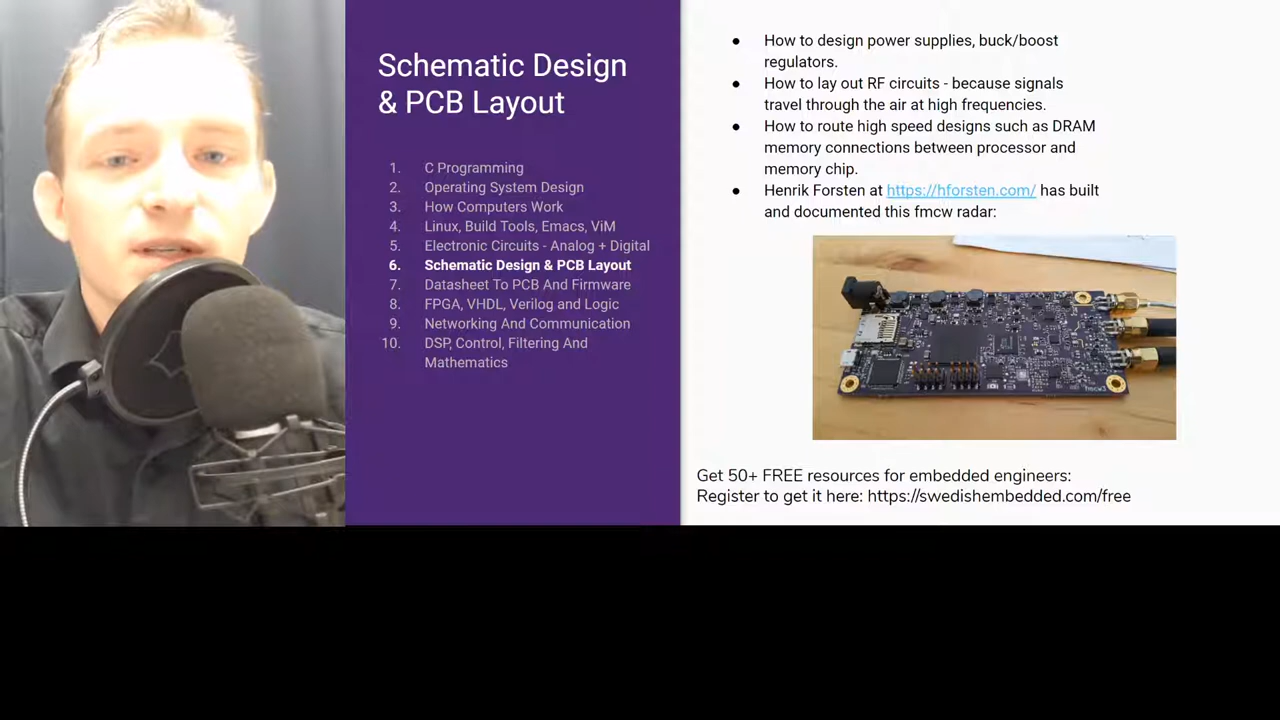 Schematic Design
& PCB Layout
1. C Programming
2. Operating System Design
3. How Computers Work
4. Linux, Build Tools, Emacs, ViM
5. Electronic Circuits - Analog + Digital
6. Schematic Design & PCB Layout
7. Datasheet To PCB And Firmware
8. FPGA, VHDL, Verilog and Logic
9. Networking And Communication
10. DSP, Control, Filtering And
Mathematics
● How to design power supplies, buck/boost
regulators.
● How to lay out RF circuits - because signals
travel through the air at high frequencies.
● How to route high speed designs such as DRAM
memory connections between processor and
memory chip.
● Henrik Forsten at https://hforsten.com/ has built
and documented this fmcw radar:
Get 50+ FREE resources for embedded engineers:
Register to get it here: https://swedishembedded.com/free